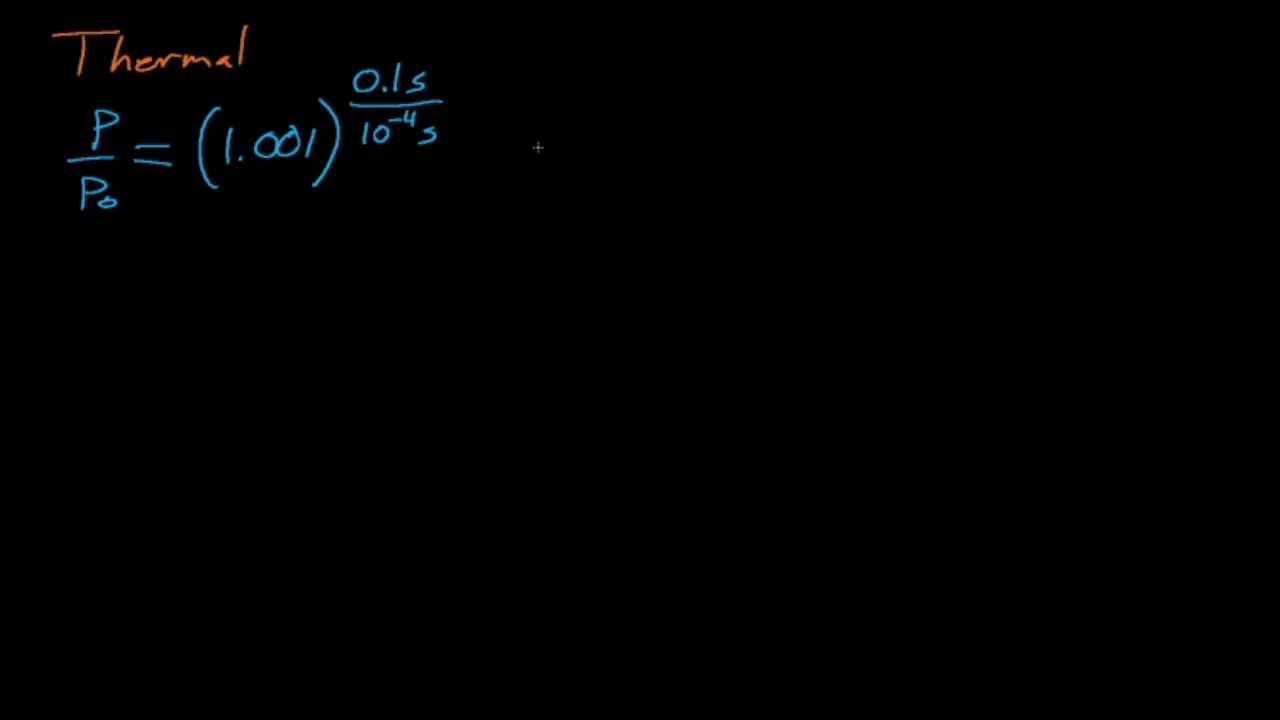 Thermal
P/P₀ = (1.001)^(0.1s/10⁻⁴s)